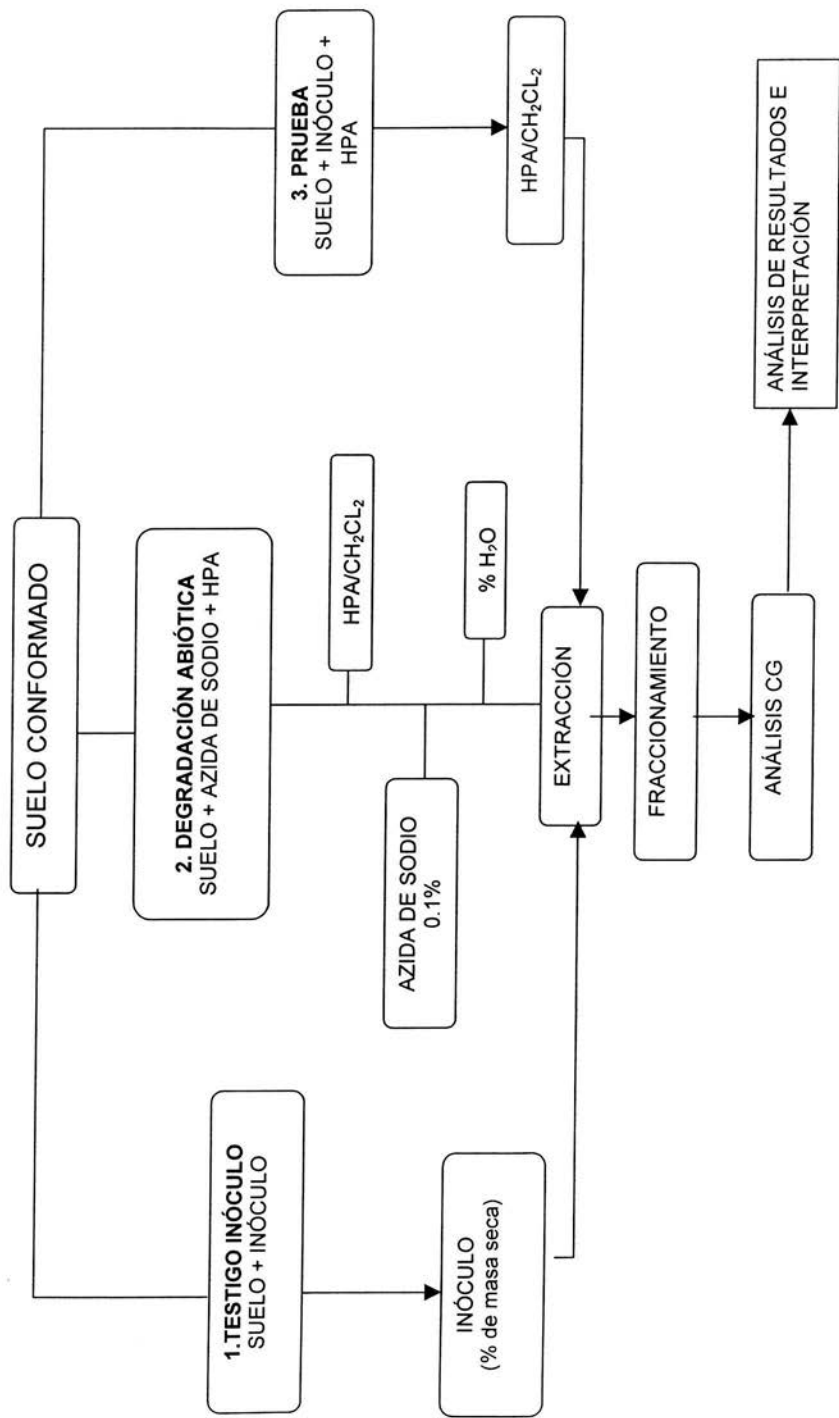 SUELO CONFORMADO
1.TESTIGO INÓCULO
SUELO + INÓCULO
2. DEGRADACIÓN ABIÓTICA
SUELO + AZIDA DE SODIO + HPA
3. PRUEBA
SUELO + INÓCULO +
HPA
INÓCULO
(% de masa seca)
HPA/CH₂CL₂
AZIDA DE SODIO
0.1%
% H₂O
HPA/CH₂CL₂
EXTRACCIÓN
FRACCIONAMIENTO
ANÁLISIS CG
ANÁLISIS DE RESULTADOS E
INTERPRETACIÓN